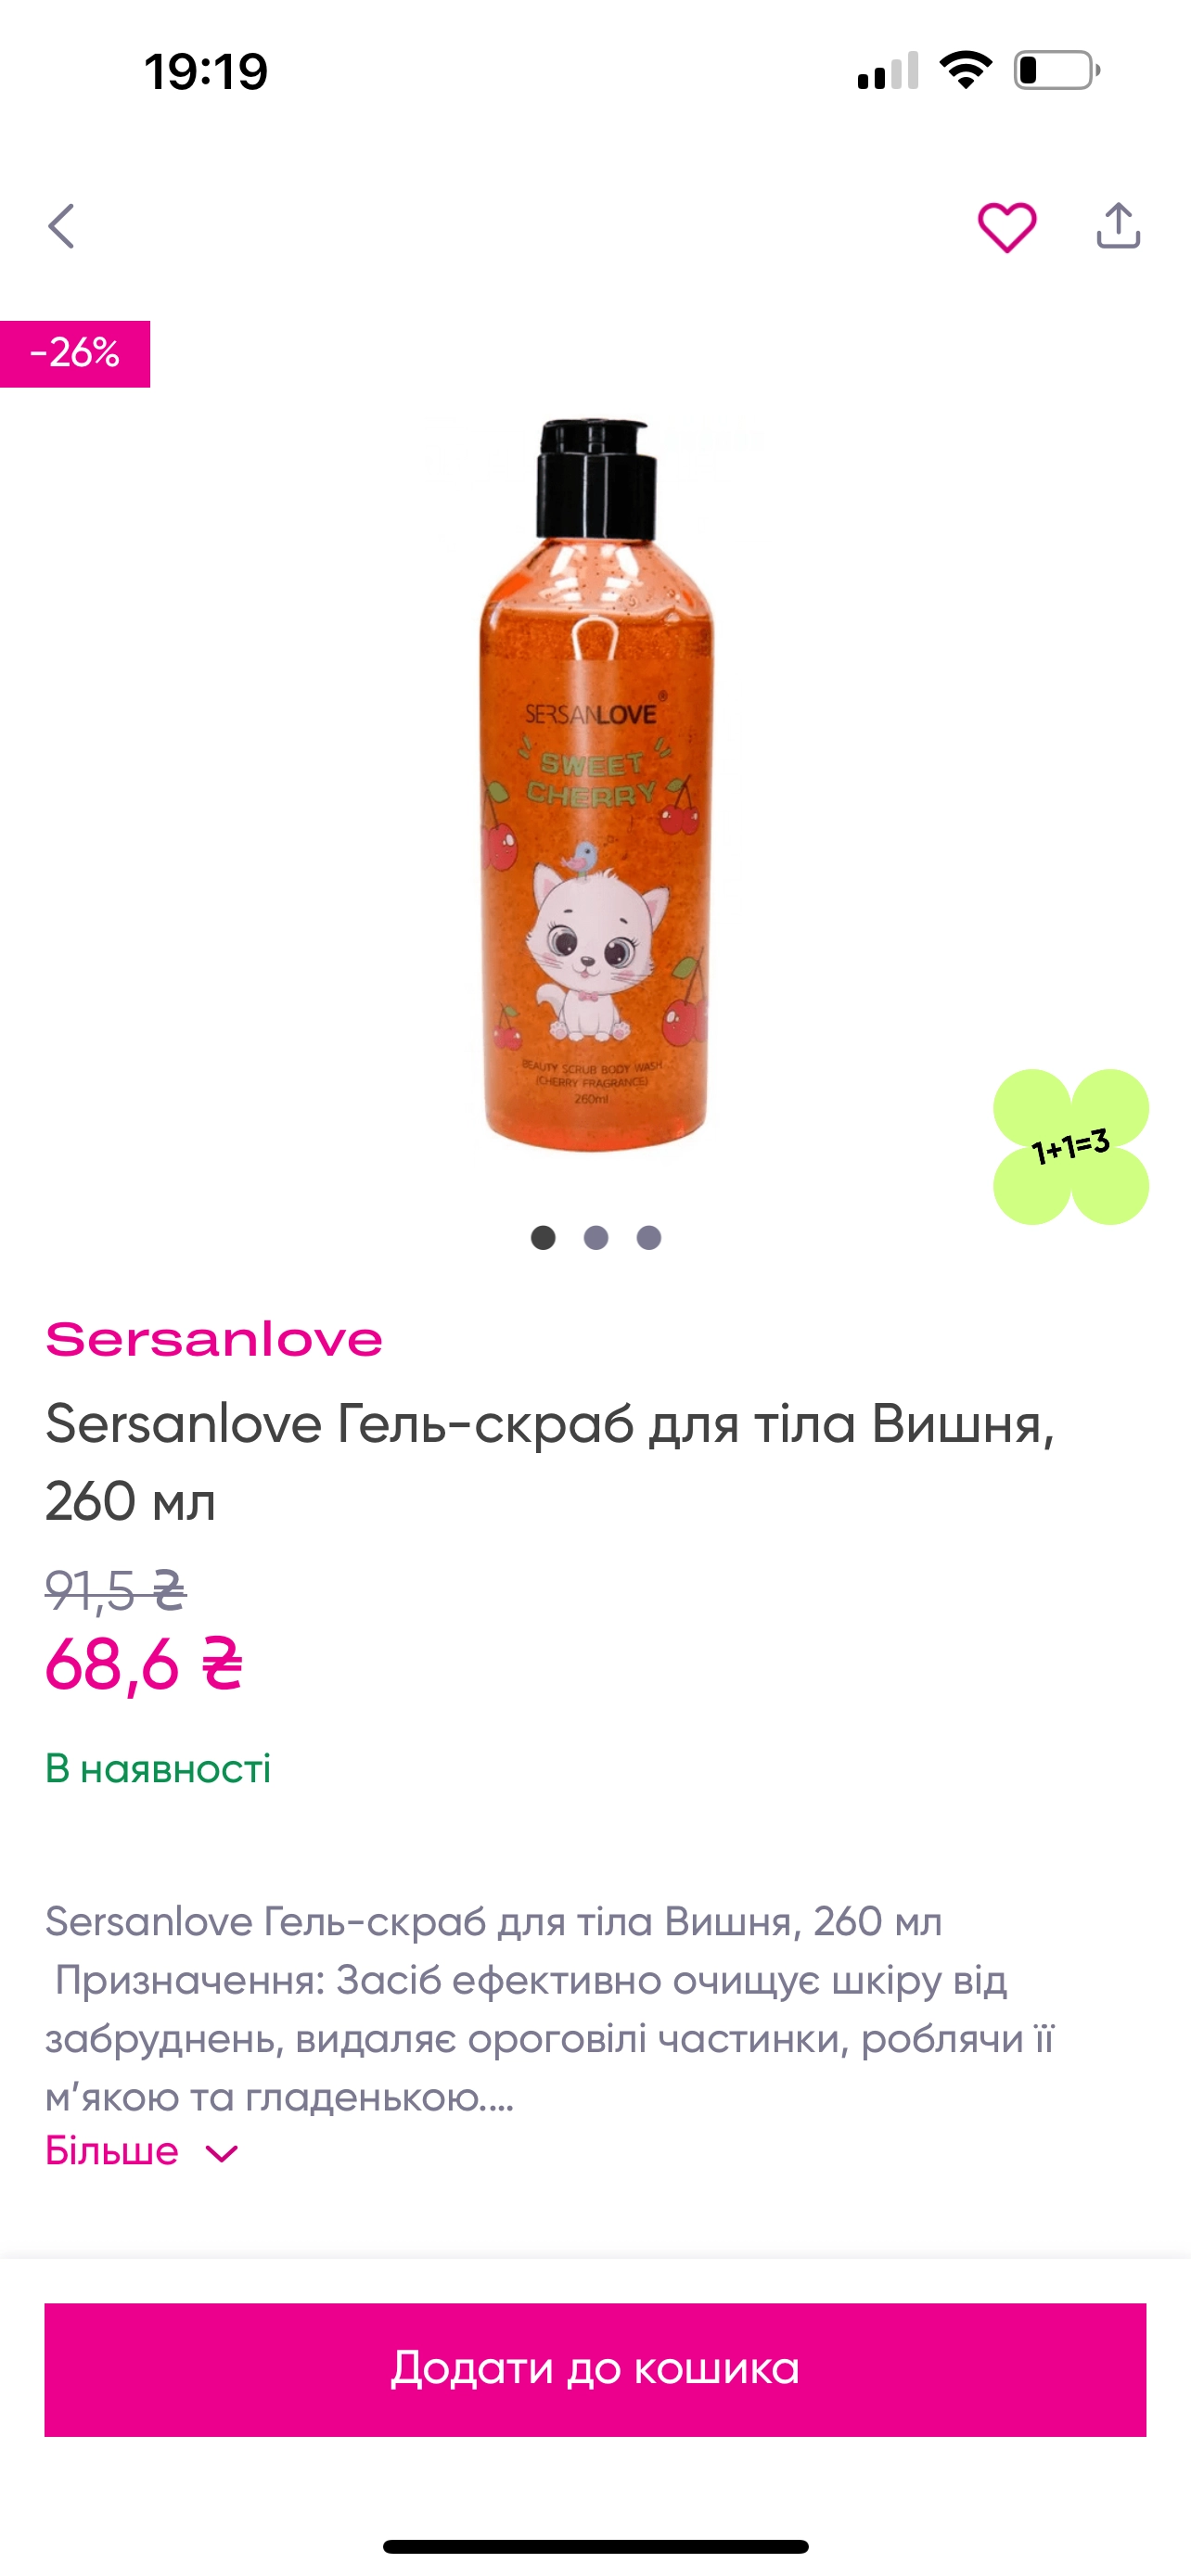 19:19
-26%
SERSANLOVE®
SWEET
CHERRY
BEAUTY SCRUB BODY WASH
(CHERRY FRAGRANCE)
260ml
1+1=3
Sersanlove
Sersanlove Гель-скраб для тіла Вишня,
260 мл
91,5 ₴
68,6 ₴
В наявності
Sersanlove Гель-скраб для тіла Вишня, 260 мл
Призначення: Засіб ефективно очищує шкіру від
забруднень, видаляє ороговілі частинки, роблячи її
м’якою та гладенькою....
Більше
Додати до кошика